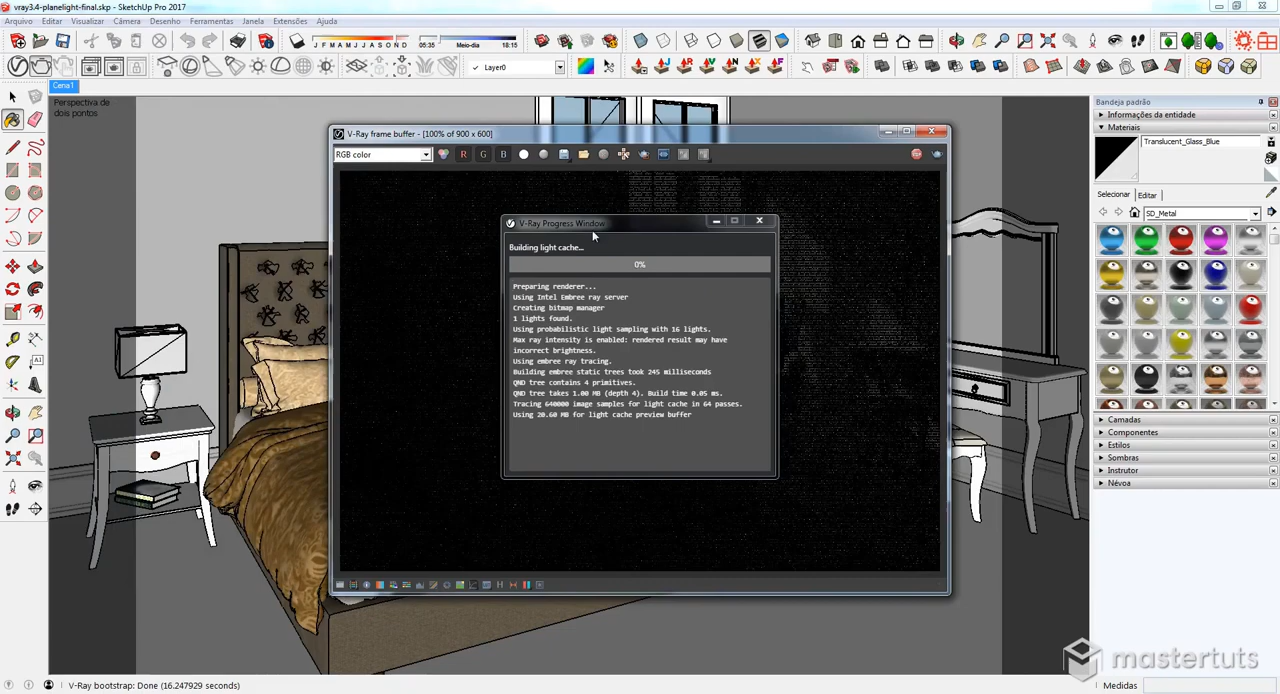 vray3.4-planelight-final.skp - SketchUp Pro 2017
Arquivo Editar Visualizar Câmera Desenho Ferramentas Janela Extensões Ajuda
J F M A M J J A S O N D 05:35 Meio-dia 18:15
Layer0
Cena1
Perspectiva de
dois pontos
V-Ray frame buffer - [100% of 900 x 600]
RGB color
R G B
V-Ray Progress Window
Building light cache...
0%
Preparing renderer...
Using Intel Embree ray server
Creating bitmap manager
1 lights found.
Using probabilistic light sampling with 16 lights.
Max ray intensity is enabled: rendered result may have
incorrect brightness.
Using embree ray tracing.
Building embree static trees took 245 milliseconds
QND tree contains 4 primitives.
QND tree takes 1.00 MB (depth 4). Build time 0.05 ms.
Tracing 640000 image samples for light cache in 64 passes.
Using 20.60 MB for light cache preview buffer
Bandeja padrão
Informações da entidade
Materiais
Translucent_Glass_Blue
Selecionar Editar
SD_Metal
Camadas
Componentes
Estilos
Sombras
Instrutor
Névoa
mastertuts
V-Ray bootstrap: Done (16.247929 seconds)
Medidas